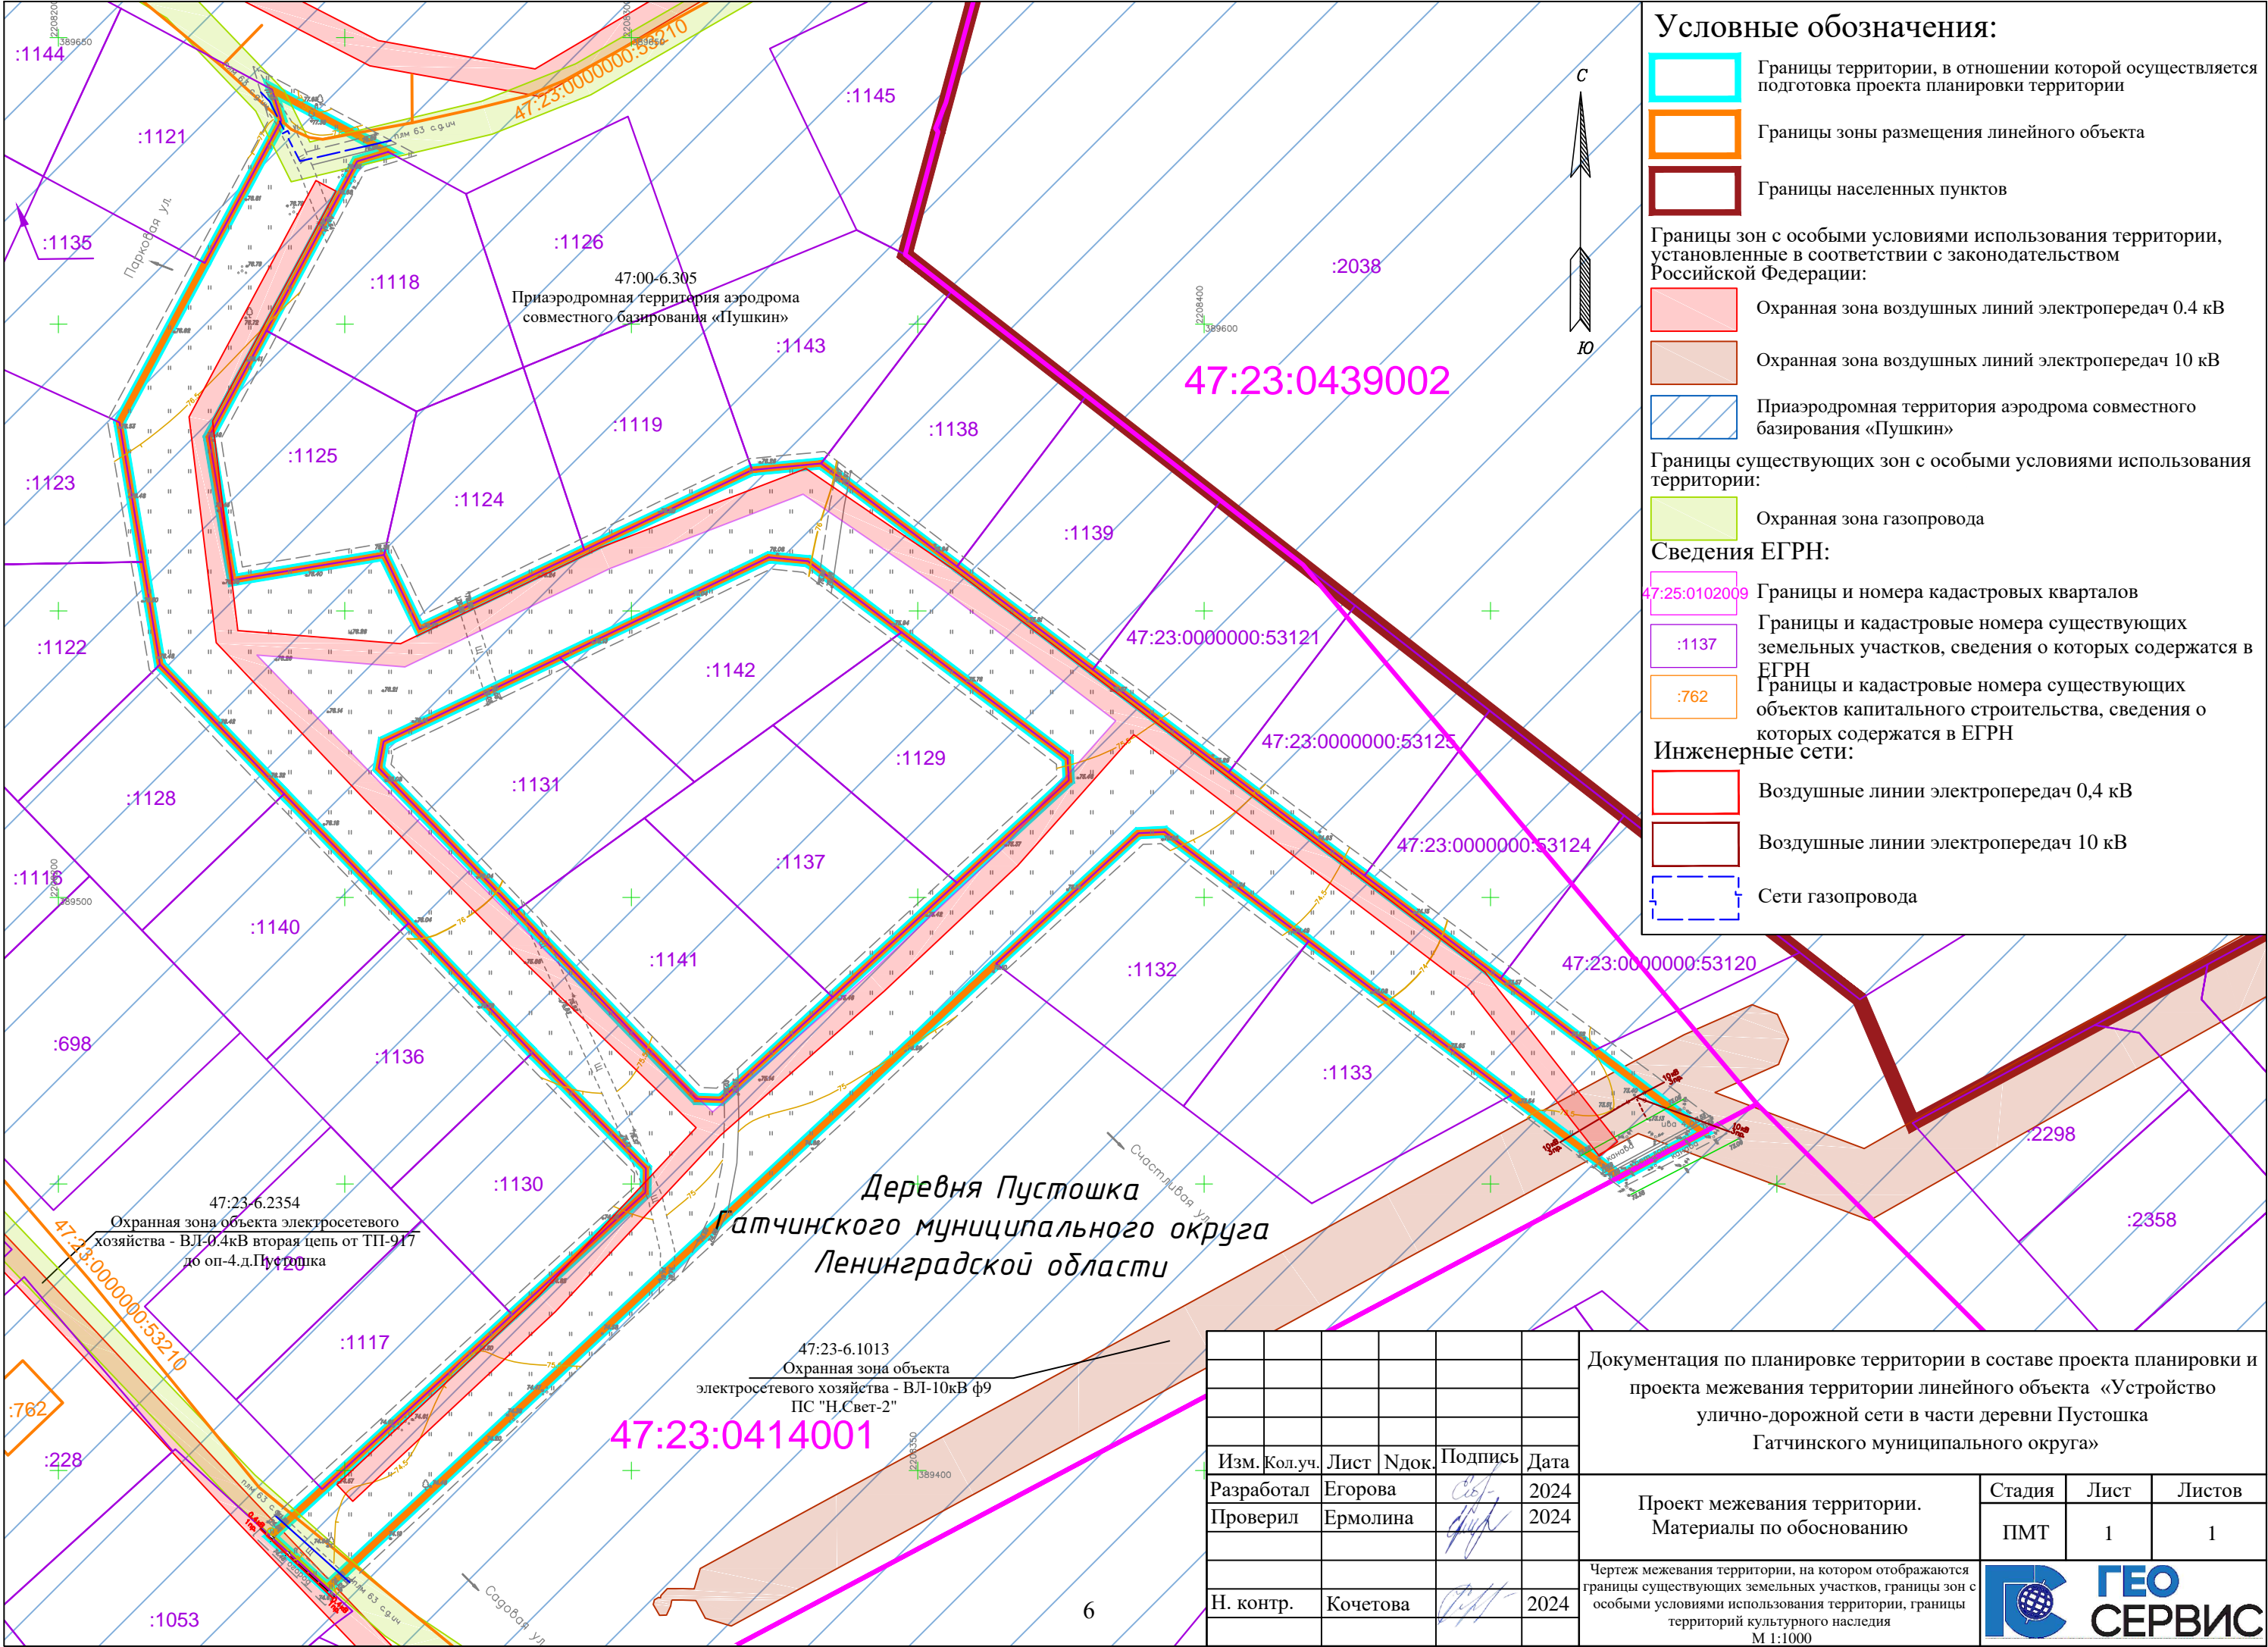 Условные обозначения:
Границы территории, в отношении которой осуществляется
подготовка проекта планировки территории
Границы зоны размещения линейного объекта
Границы населенных пунктов
Границы зон с особыми условиями использования территории,
установленные в соответствии с законодательством
Российской Федерации:
Охранная зона воздушных линий электропередач 0.4 кВ
Охранная зона воздушных линий электропередач 10 кВ
Приаэродромная территория аэродрома совместного
базирования «Пушкин»
Границы существующих зон с особыми условиями использования
территории:
Охранная зона газопровода
Сведения ЕГРН:
47:25:0102009
Границы и номера кадастровых кварталов
:1137
Границы и кадастровые номера существующих
земельных участков, сведения о которых содержатся в
ЕГРН
:762
Границы и кадастровые номера существующих
объектов капитального строительства, сведения о
которых содержатся в ЕГРН
Инженерные сети:
Воздушные линии электропередач 0,4 кВ
Воздушные линии электропередач 10 кВ
Сети газопровода
С
Ю
:1144
389650
47:23:0000000:53210
:1145
:1121
:1135
Парковая ул.
:1126
:1118
47:00-6.305
Приаэродромная территория аэродрома
совместного базирования «Пушкин»
:2038
2208400
389600
:1143
47:23:0439002
:1119
:1138
:1125
:1123
:1124
:1139
:1122
47:23:0000000:53121
:1142
47:23:0000000:53125
:1129
:1131
:1128
47:23:0000000:53124
:1137
:1116
389500
:1140
:1141
:1132
47:23:0000000:53120
:698
:1136
:1133
:2298
:1130
Счастливая ул.
Деревня Пустошка
Гатчинского муниципального округа
Ленинградской области
:2358
47:23-6.2354
Охранная зона объекта электросетевого
хозяйства - ВЛ-0.4кВ вторая цепь от ТП-917
до оп-4.д.Пустошка
:1120
47:23:0000000:53210
:1117
47:23-6.1013
Охранная зона объекта
электросетевого хозяйства - ВЛ-10кВ ф9
ПС "Н.Свет-2"
:762
47:23:0414001
2208350
389400
:228
:1053
Садовая ул.
6
Документация по планировке территории в составе проекта планировки и
проекта межевания территории линейного объекта «Устройство
улично-дорожной сети в части деревни Пустошка
Гатчинского муниципального округа»
Изм. Кол.уч. Лист Nдок. Подпись Дата
Разработал Егорова 2024
Проверил Ермолина 2024
Н. контр. Кочетова 2024
Проект межевания территории.
Материалы по обоснованию
Стадия Лист Листов
ПМТ 1 1
Чертеж межевания территории, на котором отображаются
границы существующих земельных участков, границы зон с
особыми условиями использования территории, границы
территорий культурного наследия
М 1:1000
ГЕО
СЕРВИС